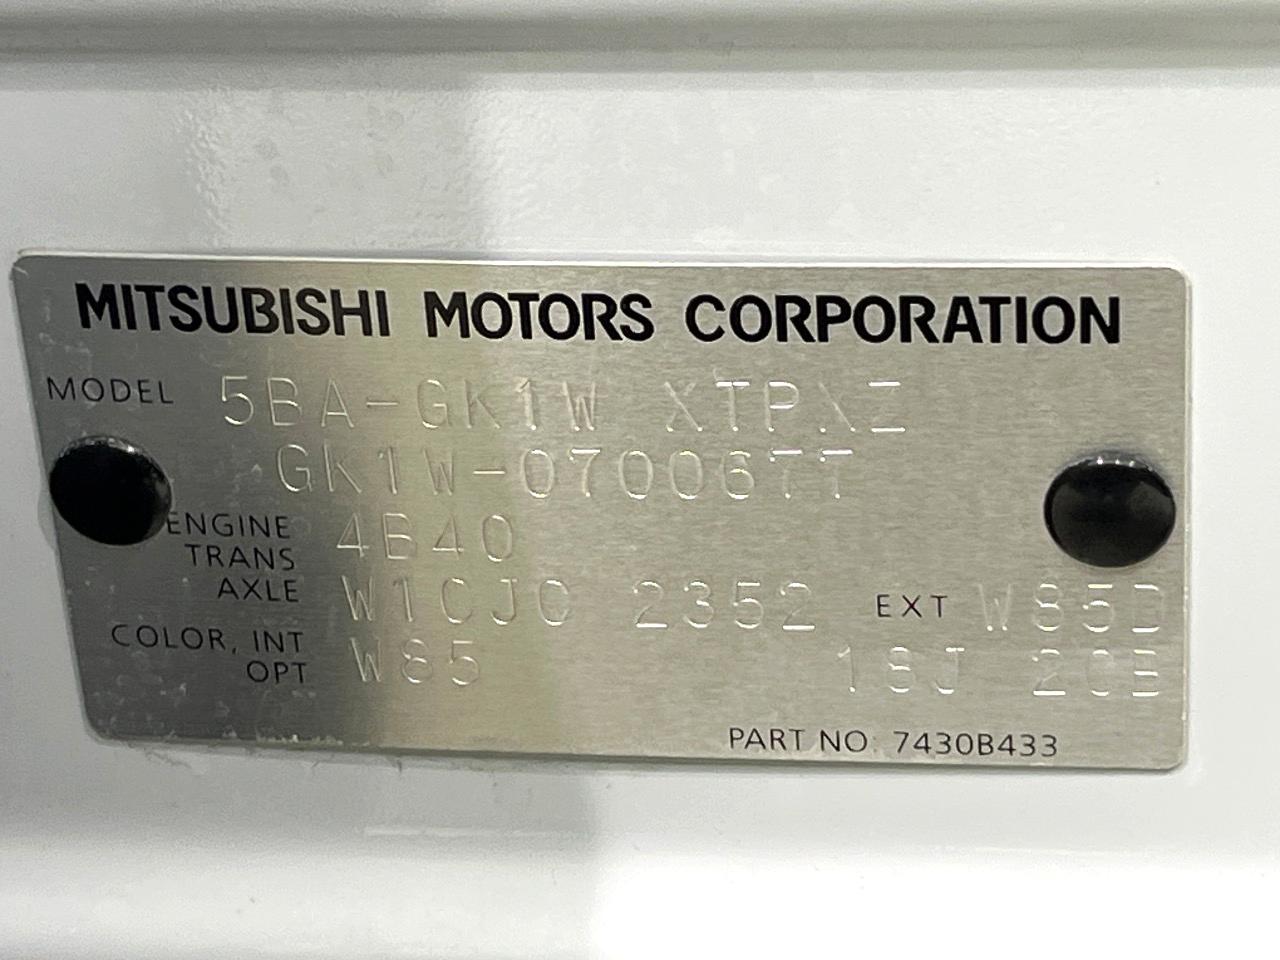 MITSUBISHI MOTORS CORPORATION
MODEL 5BA-GK1W XTPXZ
GK1W-0700677
ENGINE 4B40
TRANS
AXLE W1CJC 2352 EXT W85D
COLOR, INT
OPT W85 18J 20B
PART NO. 7430B433